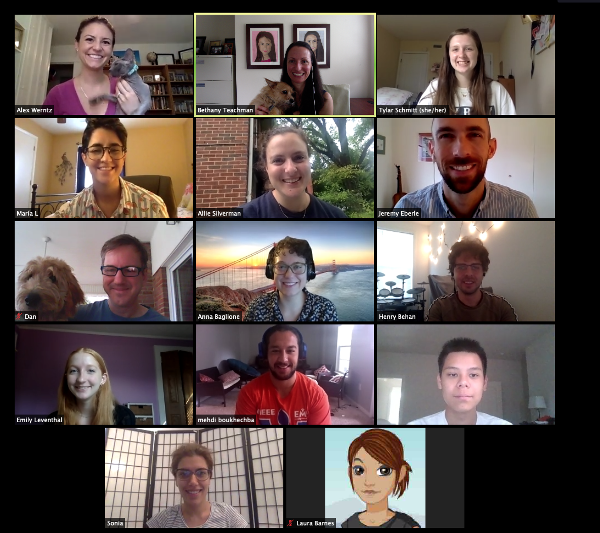 Alex Werntz
Bethany Teachman
Tylar Schmitt (she/her)
Maria L
Allie Silverman
Jeremy Eberle
Dan
Anna Baglione
Henry Behan
Emily Leventhal
mehdi boukhechba
IEEE
Sonia
Laura Barnes